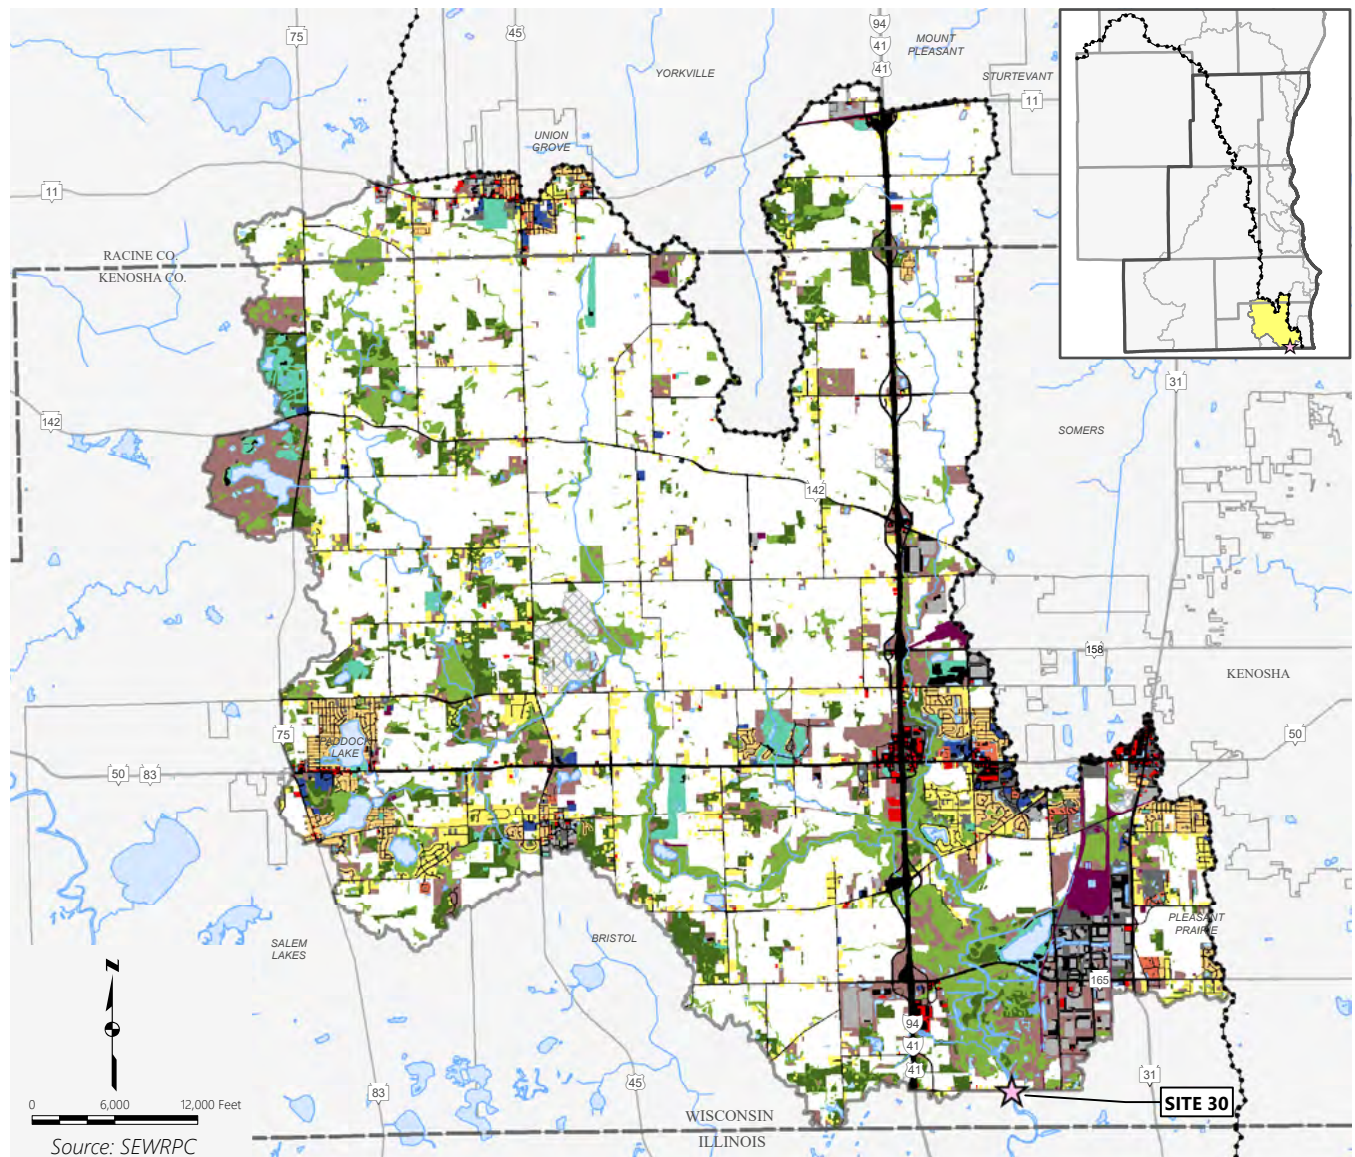 75
45
94
41
41
MOUNT
PLEASANT
YORKVILLE
STURTEVANT
11
UNION
GROVE
11
RACINE CO.
KENOSHA CO.
31
142
SOMERS
142
158
KENOSHA
75
PADDOCK
LAKE
50
50
83
SALEM
LAKES
BRISTOL
PLEASANT
PRAIRIE
165
N
94
41
41
31
83
45
SITE 30
0
6,000
12,000 Feet
WISCONSIN
ILLINOIS
Source: SEWRPC